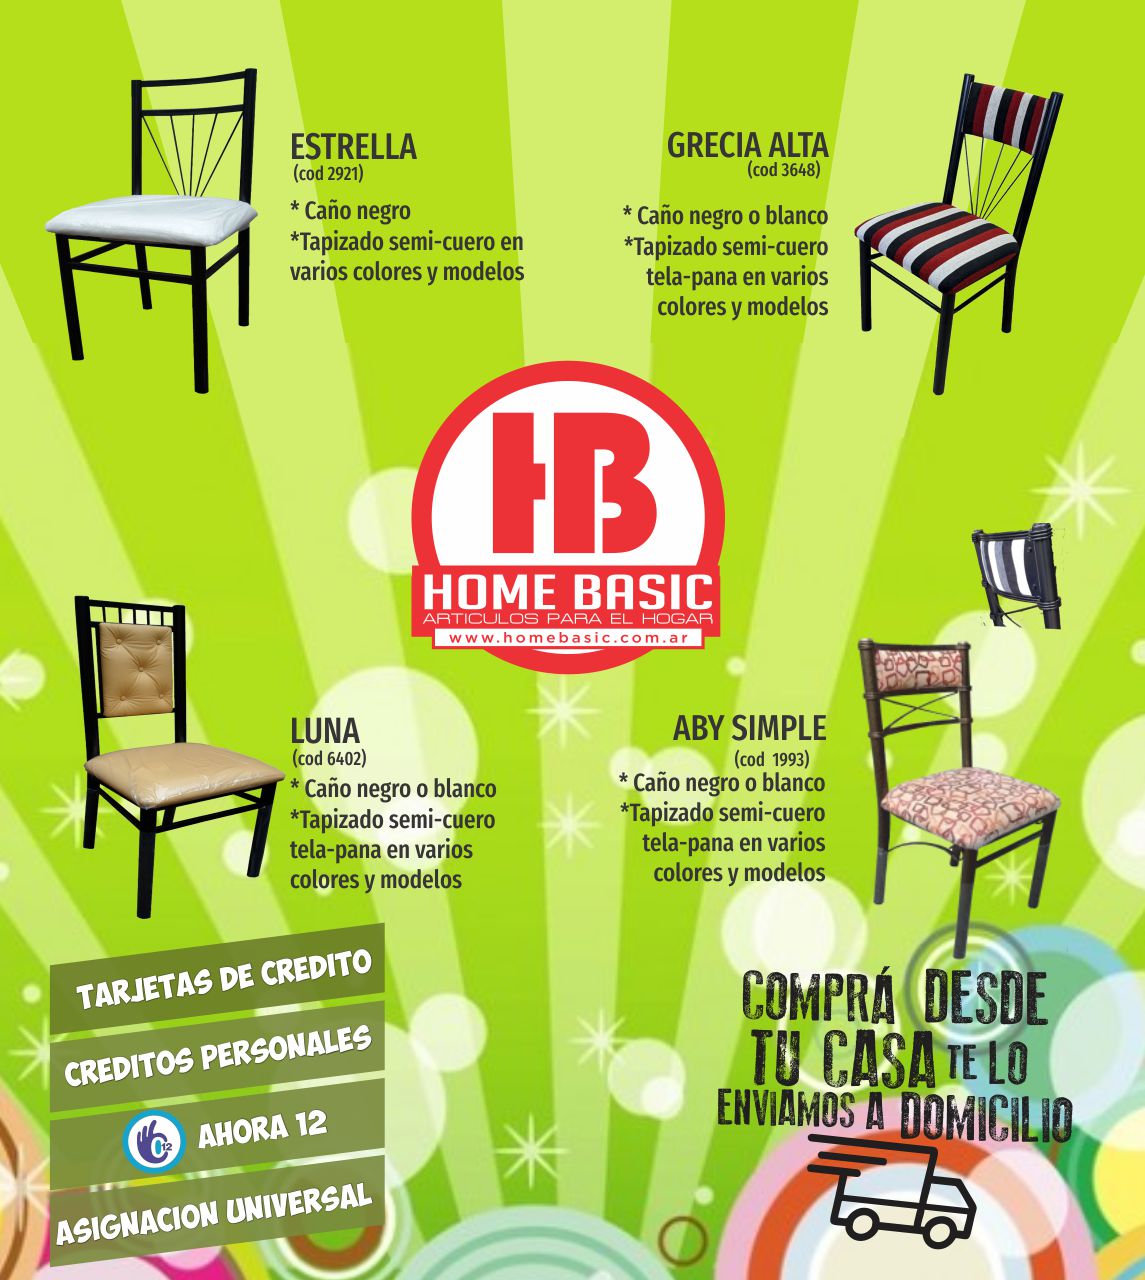 ESTRELLA
(cod 2921)
* Caño negro
*Tapizado semi-cuero en
varios colores y modelos
GRECIA ALTA
(cod 3648)
* Caño negro o blanco
*Tapizado semi-cuero
tela-pana en varios
colores y modelos
HB
HOME BASIC
ARTICULOS PARA EL HOGAR
www.homebasic.com.ar
LUNA
(cod 6402)
* Caño negro o blanco
*Tapizado semi-cuero
tela-pana en varios
colores y modelos
ABY SIMPLE
(cod 1993)
* Caño negro o blanco
*Tapizado semi-cuero
tela-pana en varios
colores y modelos
TARJETAS DE CREDITO
CREDITOS PERSONALES
12 AHORA 12
ASIGNACION UNIVERSAL
COMPRÁ DESDE
TU CASA TE LO
ENVIAMOS A DOMICILIO